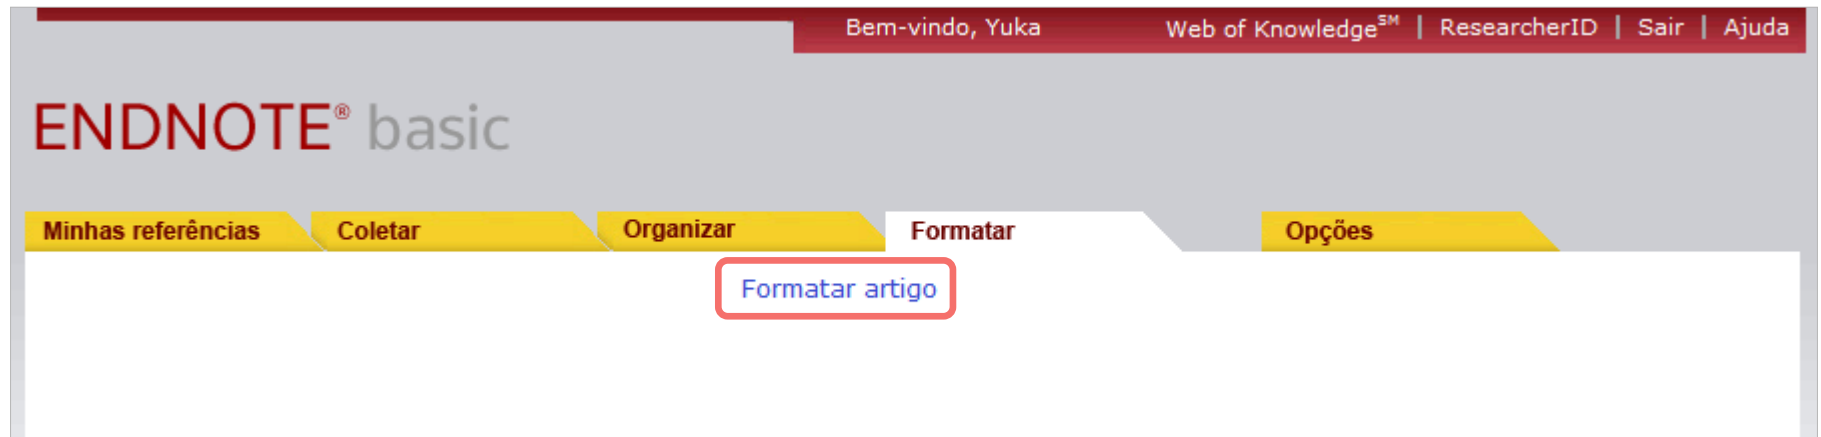 Bem-vindo, Yuka Web of Knowledge℠ | ResearcherID | Sair | Ajuda
ENDNOTE® basic
Minhas referências Coletar Organizar Formatar Opções
Formatar artigo